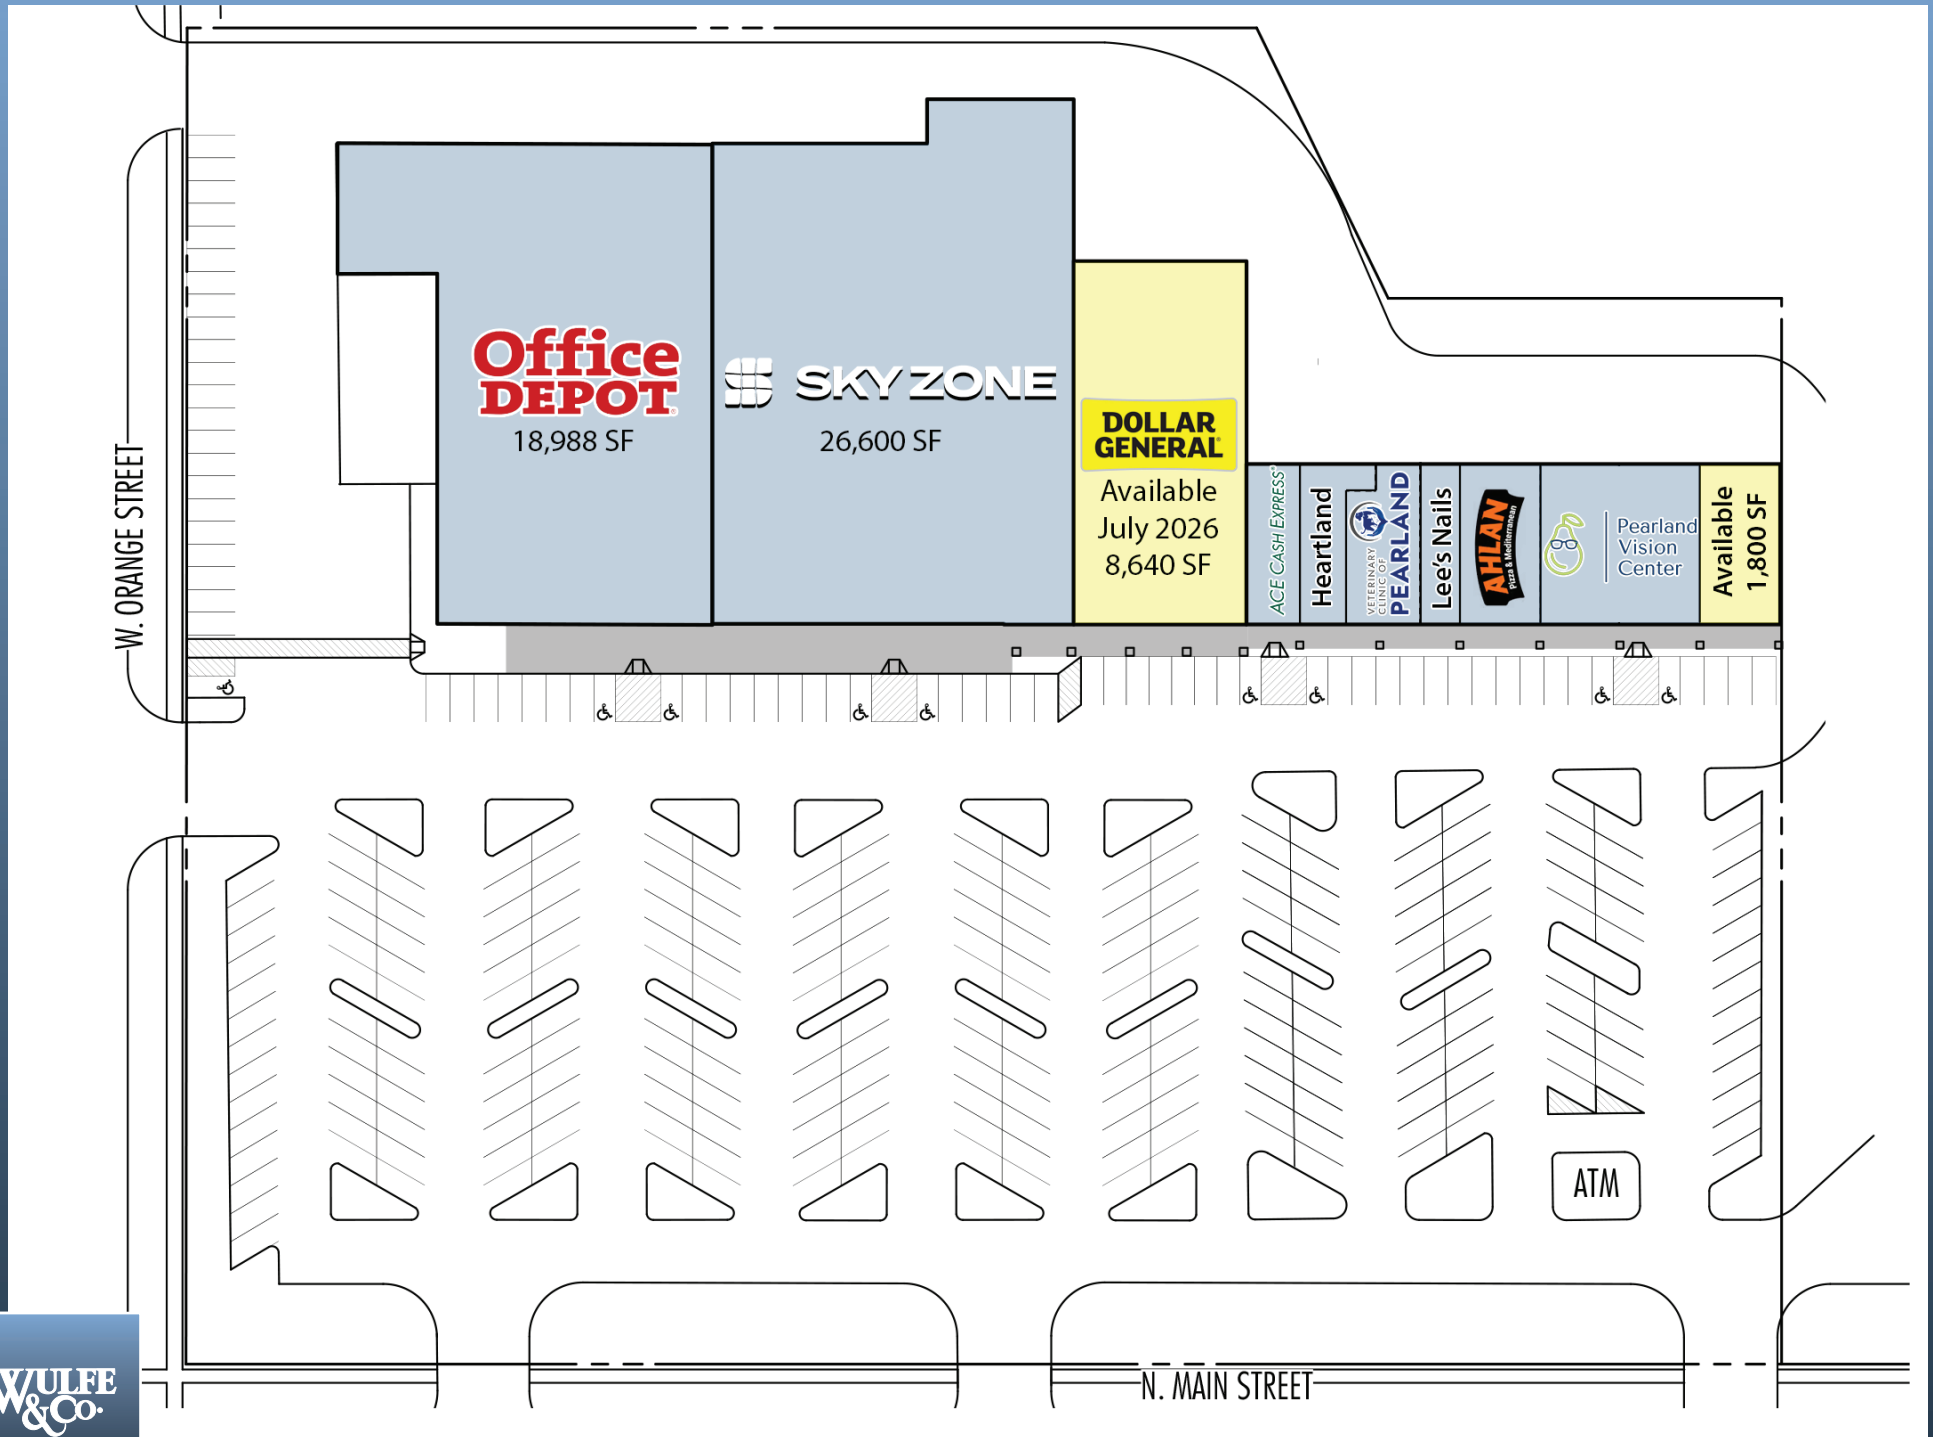 Office
DEPOT
18,988 SF
SKY ZONE
26,600 SF
DOLLAR
GENERAL
Available
July 2026
8,640 SF
ACE CASH EXPRESS
Heartland
VETERINARY
CLINIC OF
PEARLAND
Lee's Nails
AHLAN
Pizza & Mediterranean
Pearland
Vision
Center
Available
1,800 SF
W. ORANGE STREET
ATM
N. MAIN STREET
WULFE
&CO.